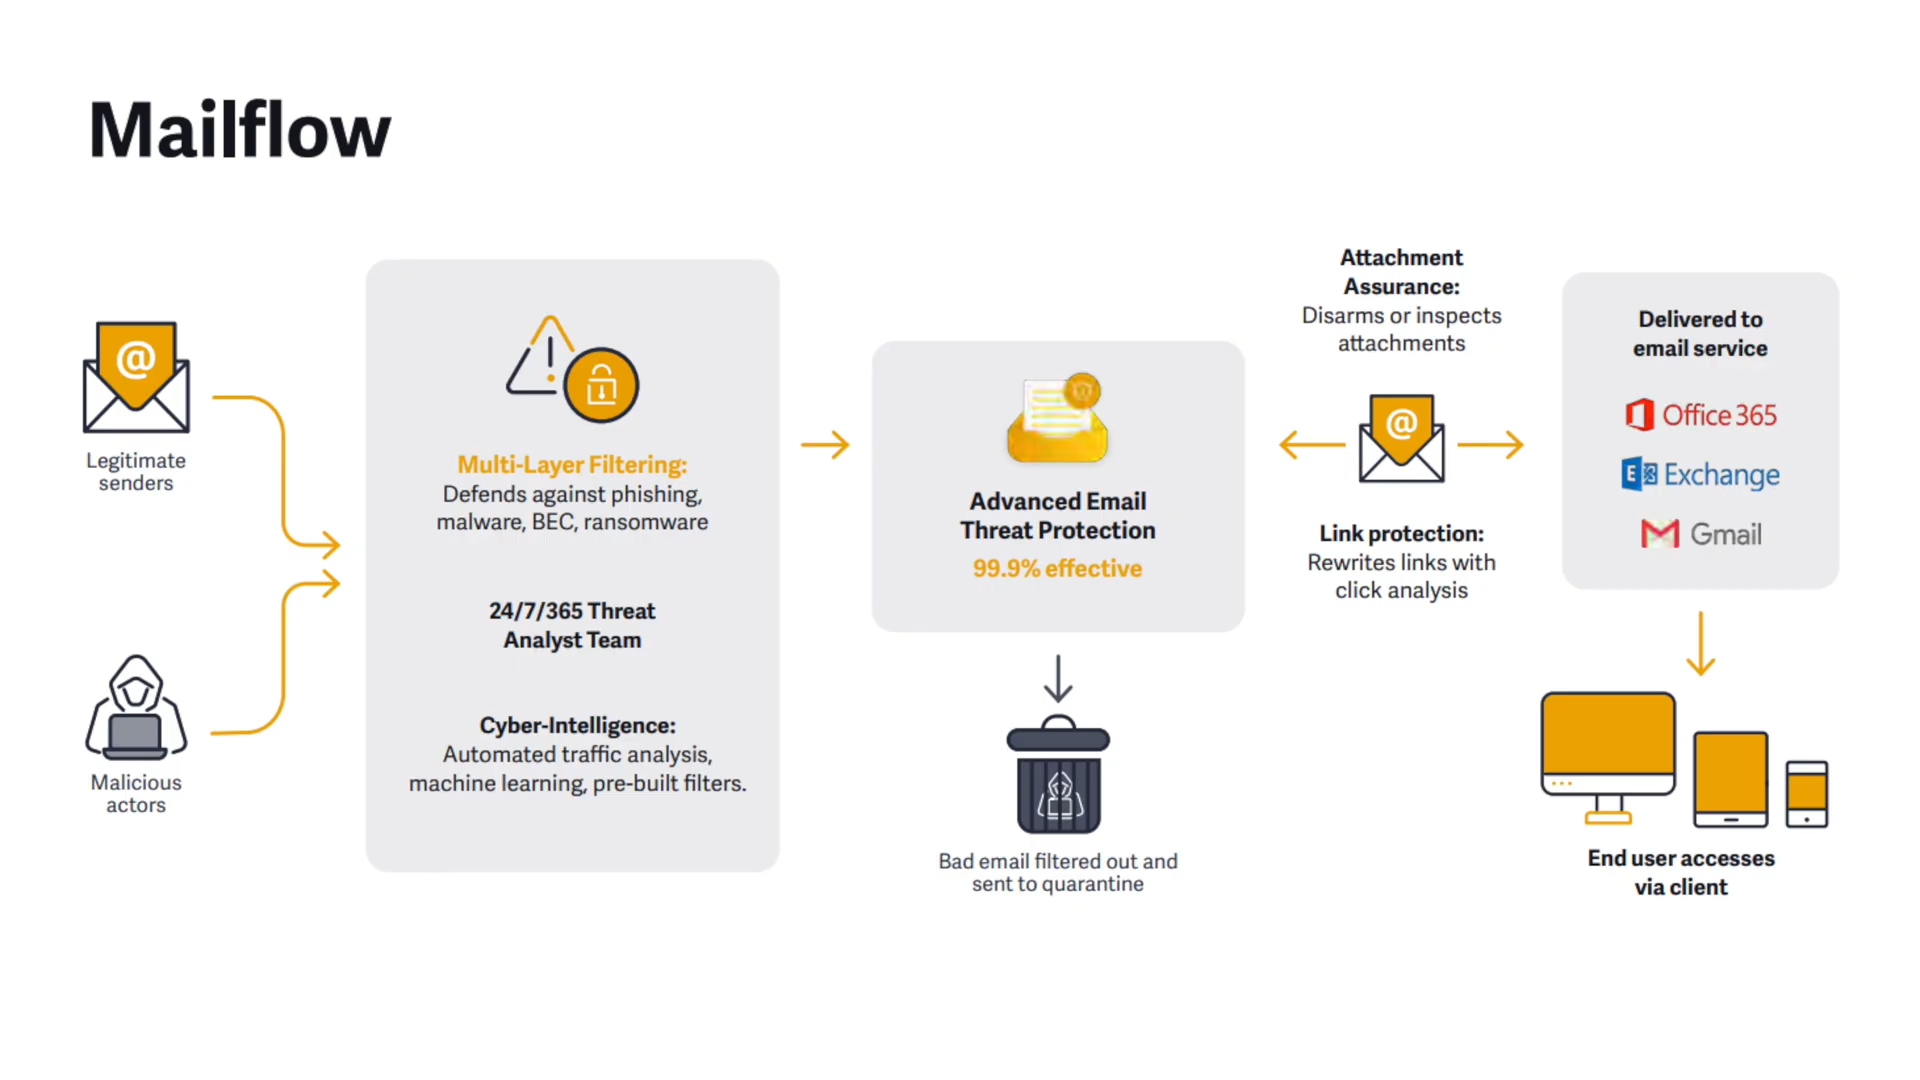 Mailflow
@
Legitimate
senders
Malicious
actors
Multi-Layer Filtering:
Defends against phishing,
malware, BEC, ransomware
24/7/365 Threat
Analyst Team
Cyber-Intelligence:
Automated traffic analysis,
machine learning, pre-built filters.
Advanced Email
Threat Protection
99.9% effective
Bad email filtered out and
sent to quarantine
Attachment
Assurance:
Disarms or inspects
attachments
@
Link protection:
Rewrites links with
click analysis
Delivered to
email service
Office 365
E Exchange
Gmail
End user accesses
via client